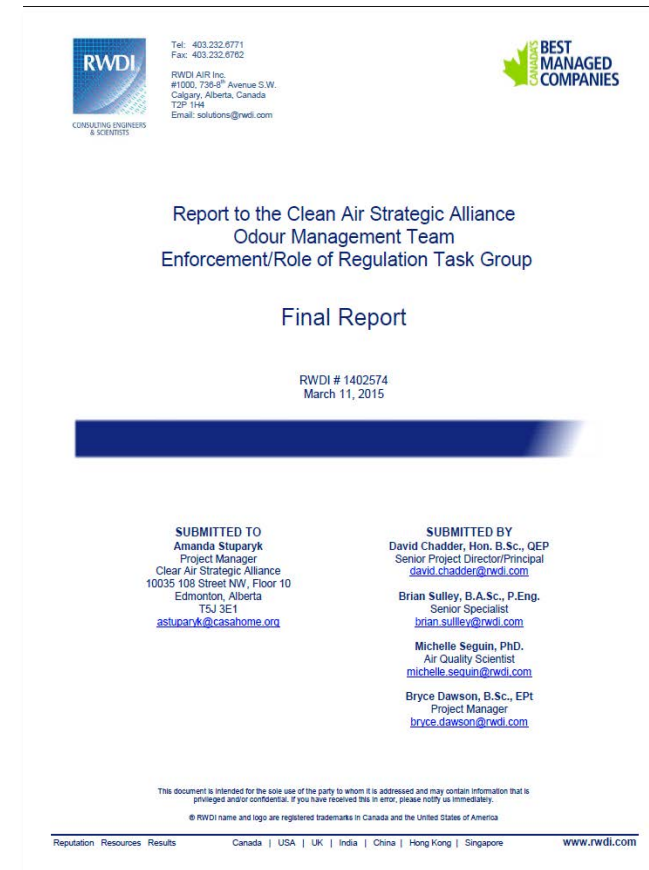 RWDI
CONSULTING ENGINEERS
& SCIENTISTS
Tel: 403.232.6771
Fax: 403.232.6762
RWDI AIR Inc.
#1000, 736-8th Avenue S.W.
Calgary, Alberta, Canada
T2P 1H4
Email: solutions@rwdi.com
CANADA'S
BEST
MANAGED
COMPANIES
Report to the Clean Air Strategic Alliance
Odour Management Team
Enforcement/Role of Regulation Task Group
Final Report
RWDI # 1402574
March 11, 2015
SUBMITTED TO
Amanda Stuparyk
Project Manager
Clear Air Strategic Alliance
10035 108 Street NW, Floor 10
Edmonton, Alberta
T5J 3E1
astuparyk@casahome.org
SUBMITTED BY
David Chadder, Hon. B.Sc., QEP
Senior Project Director/Principal
david.chadder@rwdi.com
Brian Sulley, B.A.Sc., P.Eng.
Senior Specialist
brian.sullley@rwdi.com
Michelle Seguin, PhD.
Air Quality Scientist
michelle.seguin@rwdi.com
Bryce Dawson, B.Sc., EPt
Project Manager
bryce.dawson@rwdi.com
This document is intended for the sole use of the party to whom it is addressed and may contain information that is
privileged and/or confidential. If you have received this in error, please notify us immediately.
® RWDI name and logo are registered trademarks in Canada and the United States of America
Reputation Resources Results Canada | USA | UK | India | China | Hong Kong | Singapore www.rwdi.com